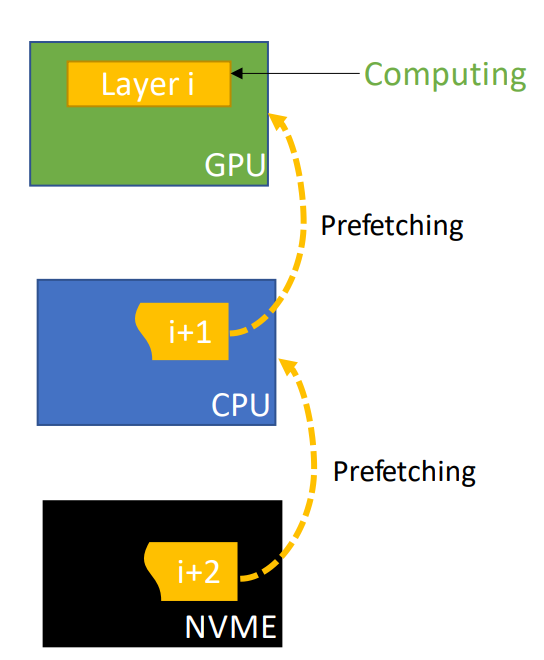 Layer i
Computing
GPU
Prefetching
i+1
CPU
Prefetching
i+2
NVME